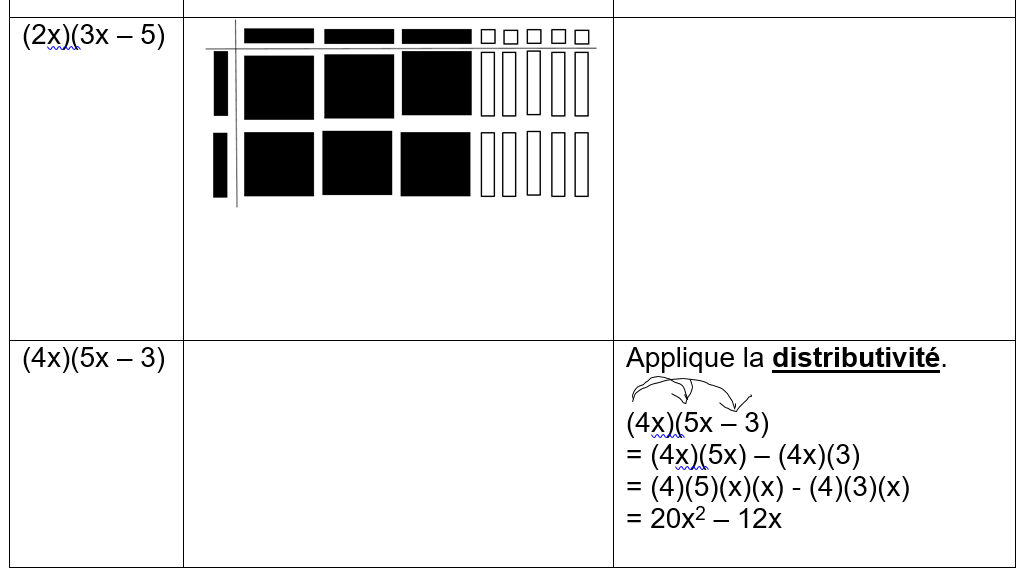 (2x)(3x – 5)
(4x)(5x – 3)
Applique la distributivité.
(4x)(5x – 3)
= (4x)(5x) – (4x)(3)
= (4)(5)(x)(x) - (4)(3)(x)
= 20x² – 12x